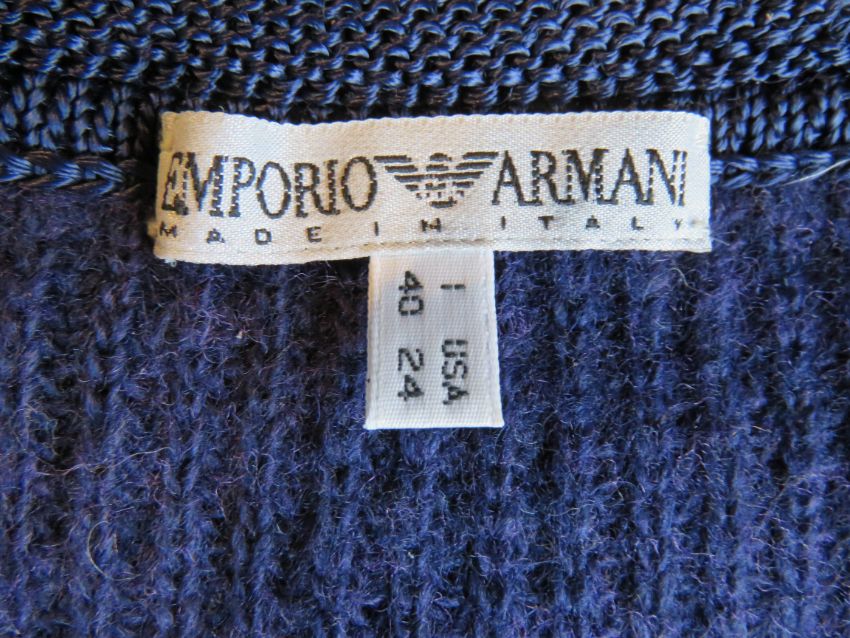 EMPORIO ARMANI
MADE IN ITALY
I USA
40 24